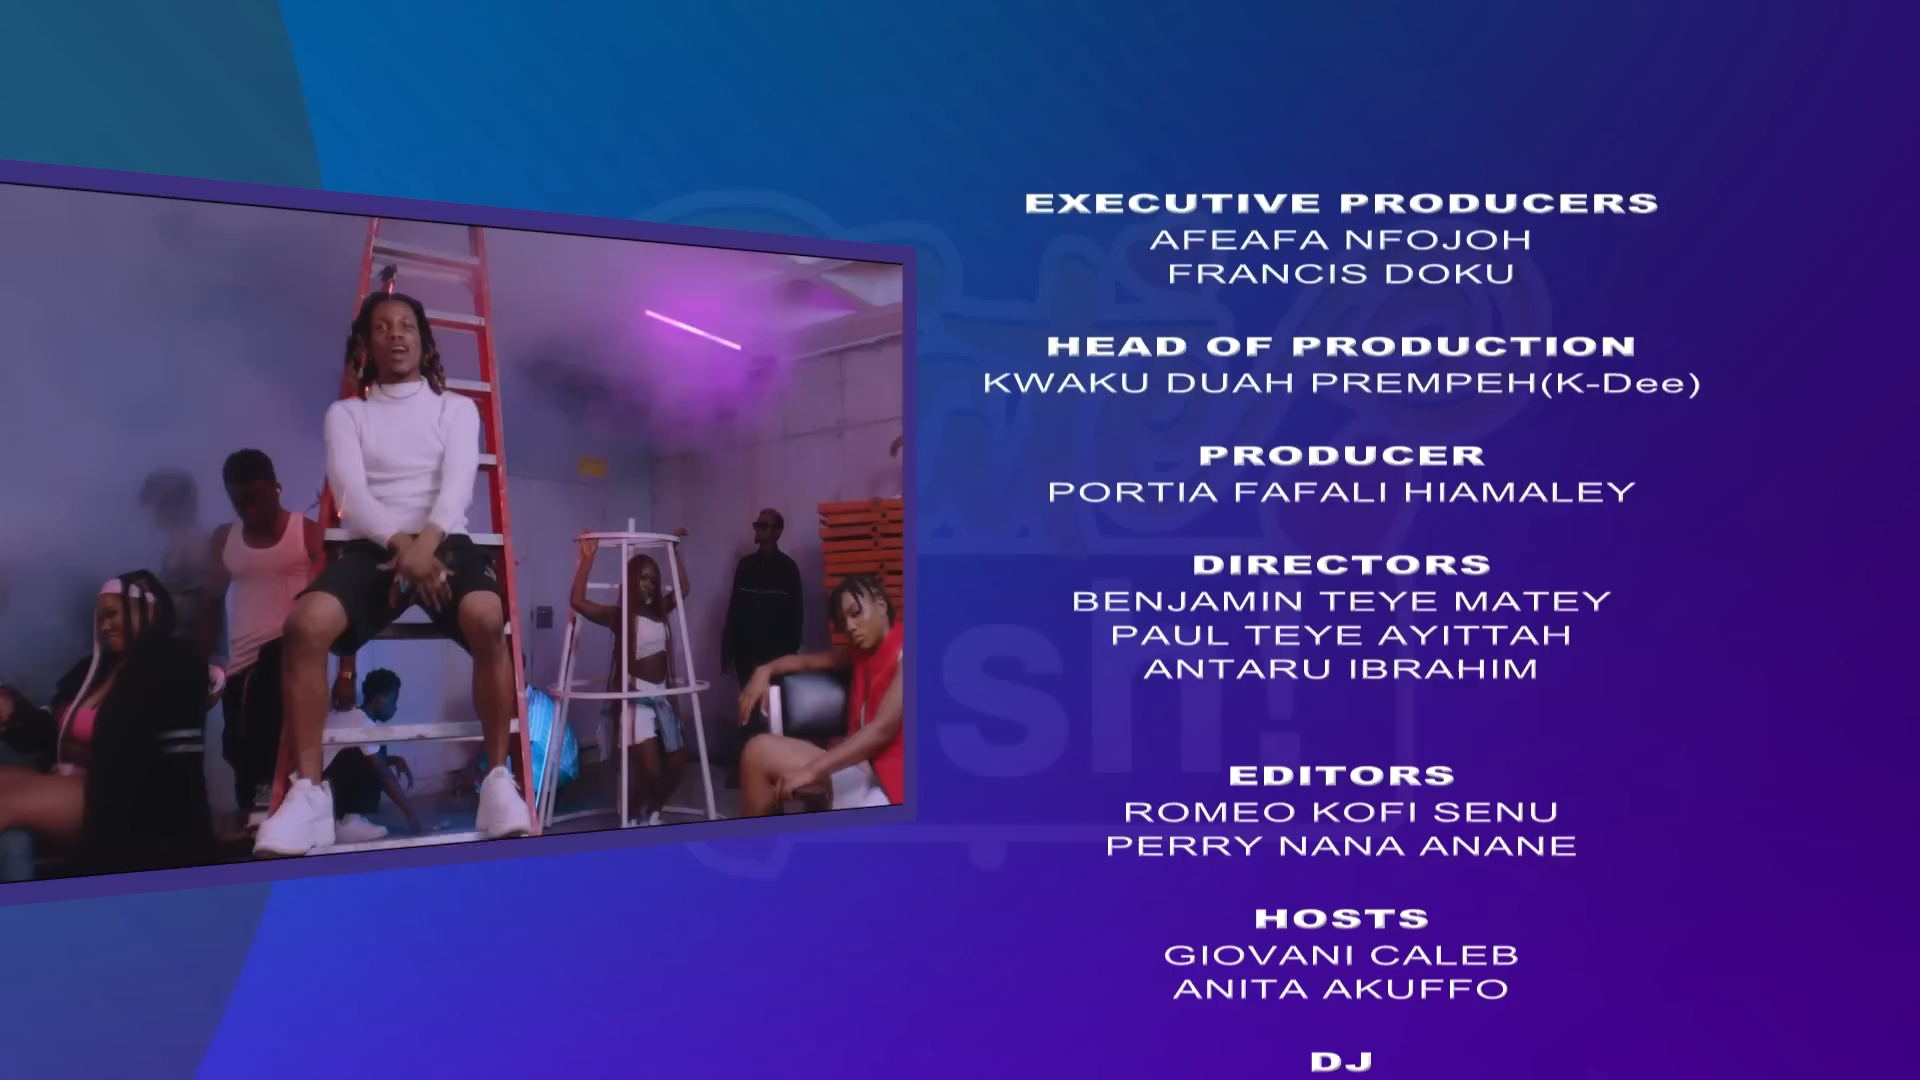 EXECUTIVE PRODUCERS
AFEAFA NFOJOH
FRANCIS DOKU
HEAD OF PRODUCTION
KWAKU DUAH PREMPEH(K-Dee)
PRODUCER
PORTIA FAFALI HIAMALEY
DIRECTORS
BENJAMIN TEYE MATEY
PAUL TEYE AYITTAH
ANTARU IBRAHIM
EDITORS
ROMEO KOFI SENU
PERRY NANA ANANE
HOSTS
GIOVANI CALEB
ANITA AKUFFO
DJ